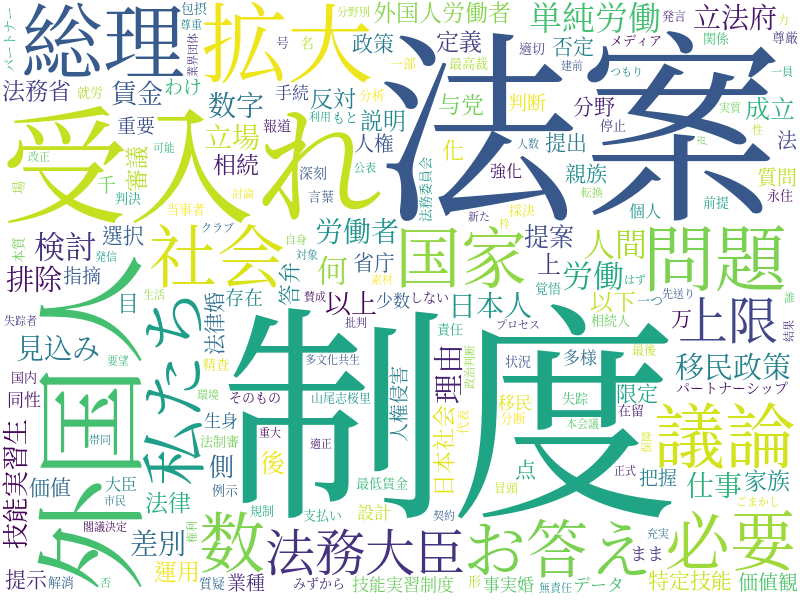 パートナー
包摂
尊重
業界団体
分野別
外国人労働者
発言
力
尊厳
総理
拡大
号
名
政策
定義
適切
単純労働
立法府
否定
メディア
関係
建前
つもり
一員
法務省
就労
賃金
わけ
一部
最高裁
手続
分析
数字
反対
与党
判断
分野
実質
停止
成立
重要
立場
報道
利用
もと
説明
化
提出
人数
性
法
改正
可能
審議
相続
人権
法務委員会
強化
親族
質問
受入れ
法案
場
判決
千
深刻
公表
言葉
転換
永住
当事者
討論
新た
採決
個人
前提
本質
発信
検討
選択
クラブ
自身
労働者
社会
対象
何
省庁
国家
提案
枠
人間
問題
排除
指摘
上
労働
はず
先送り
誰
結果
外国人
目
存在
素材
答弁
以上
少数
しない
日本人
覚悟
以下
一つ
万
上限
失踪者
生活
賛成
批判
責任
プロセス
相続人
見込み
要望
私たち
法律婚
精査
多文化共生
理由
政治判断
状況
多様
最後
移民政策
国内
環境
そのもの
山尾志桜里
人権侵害
移民
失踪
限定
パートナーシップ
同性
技能実習生
帯同
生身
法制審
重大
適正
制度
代表
分断
本会議
在留
議論
価値
大臣
市民
法律
側
後
例示
最低賃金
日本社会
点
保障
正式
把握
仕事
家族
閣議決定
権利
差別
数
規制
支払い
設計
冒頭
ごまかし
法務大臣
契約
お答え
必要
提示
解消
否
運用
質疑
業種
みずから
技能実習制度
形
事実婚
無責任
まま
データ
充実
特定技能
価値観